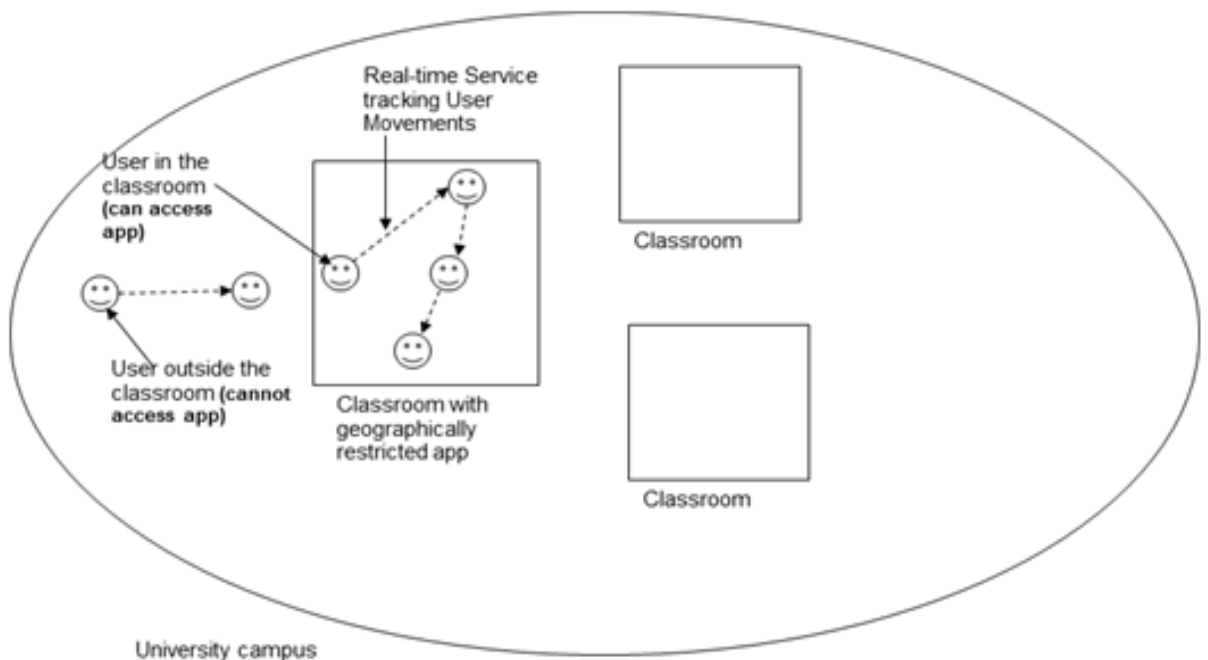 Real-time Service
tracking User
Movements
User in the
classroom
(can access
app)
Classroom
User outside the
classroom (cannot
access app)
Classroom with
geographically
restricted app
Classroom
University campus